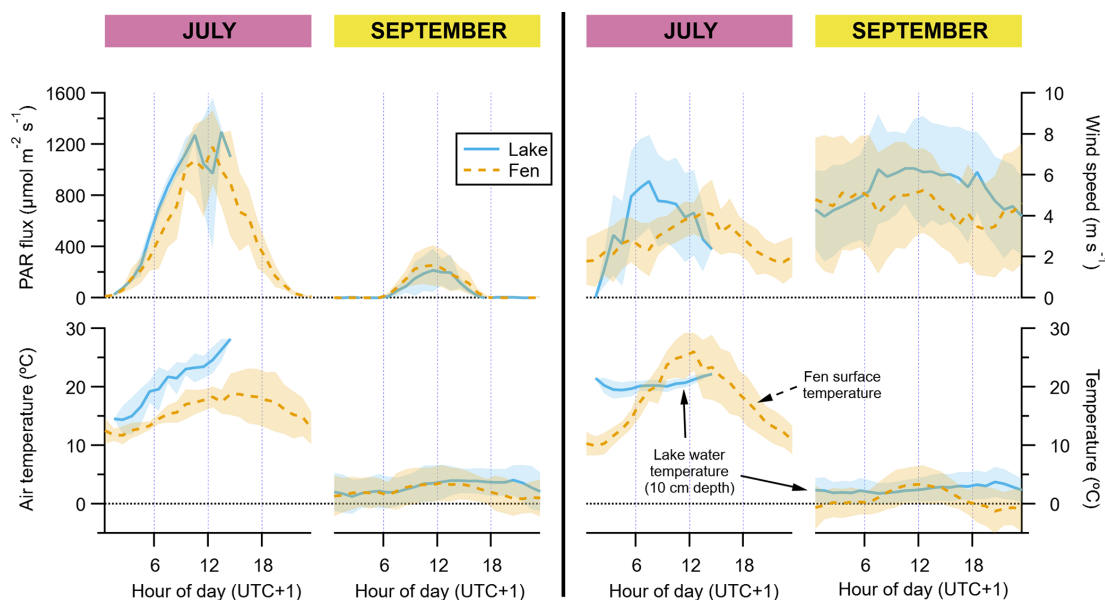 JULY
SEPTEMBER
JULY
SEPTEMBER
PAR flux (µmol m⁻² s⁻¹)
1600
1200
800
400
0
Lake
Fen
10
8
6
4
2
0
Wind speed (m s⁻¹)
Air temperature (ºC)
30
20
10
0
30
20
10
0
Temperature (ºC)
Fen surface
temperature
Lake water
temperature
(10 cm depth)
6 12 18
6 12 18
6 12 18
6 12 18
Hour of day (UTC+1)
Hour of day (UTC+1)
Hour of day (UTC+1)
Hour of day (UTC+1)